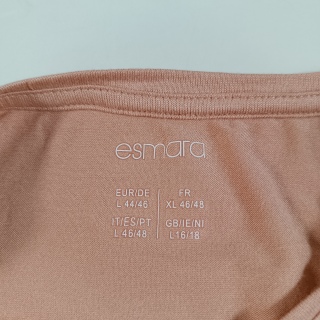 esmara
EUR/DE FR
L 44/46 XL 46/48
IT/ES/PT GB/IE/NI
L 46/48 L 16/18